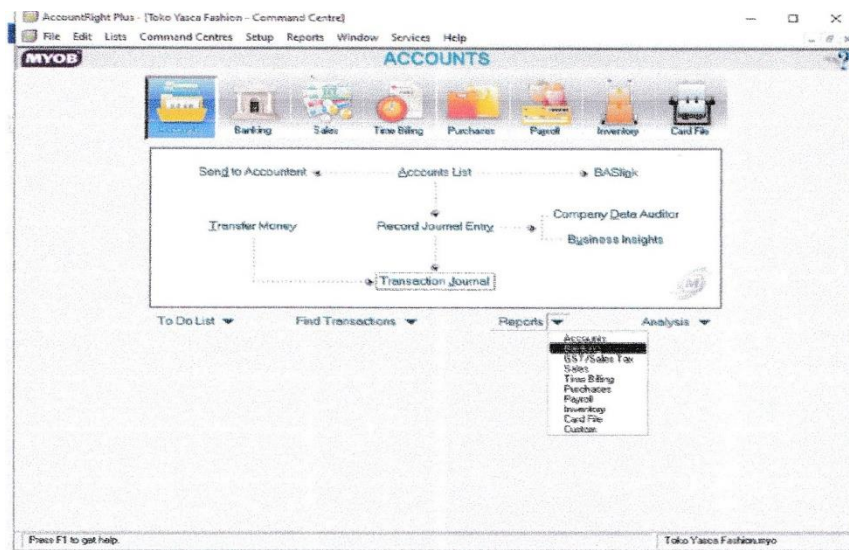 AccountRight Plus - [Toko Yasca Fashion - Command Centre]
File Edit Lists Command Centres Setup Reports Window Services Help
MYOB ACCOUNTS
Banking Sales Time Billing Purchases Payroll Inventory Card File
Send to Accountant Accounts List BASlink
Company Data Auditor
Transfer Money Record Journal Entry
Business Insights
Transaction Journal
To Do List Find Transactions Reports Analysis
Accounts
GST/Sales Tax
Sales
Time Billing
Purchases
Payroll
Inventory
Card File
Custom
Press F1 to get help. Toko Yasca Fashion.myo